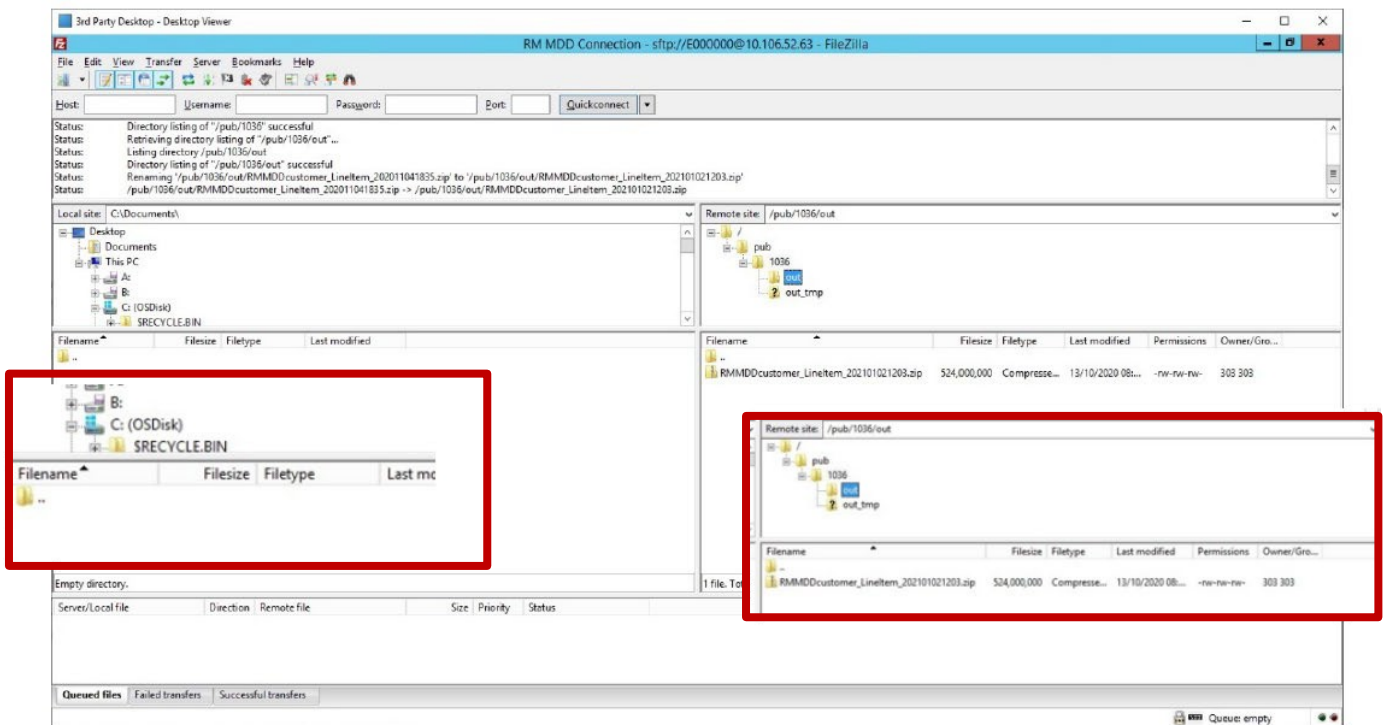 3rd Party Desktop - Desktop Viewer
RM MDD Connection - sftp://E000000@10.106.52.63 - FileZilla
File Edit View Transfer Server Bookmarks Help
Host: Username: Password: Port: Quickconnect
Status: Directory listing of "/pub/1036" successful
Status: Retrieving directory listing of "/pub/1036/out"...
Status: Listing directory /pub/1036/out
Status: Directory listing of "/pub/1036/out" successful
Status: Renaming '/pub/1036/out/RMMDDcustomer_LineItem_202011041835.zip' to '/pub/1036/out/RMMDDcustomer_LineItem_202101021203.zip'
Status: /pub/1036/out/RMMDDcustomer_LineItem_202011041835.zip -> /pub/1036/out/RMMDDcustomer_LineItem_202101021203.zip
Local site: C:\Documents\
Desktop
Documents
This PC
A:
B:
C: (OSDisk)
$RECYCLE.BIN
Remote site: /pub/1036/out
/
pub
1036
out
out_tmp
Filename Filesize Filetype Last modified
..
Filename Filesize Filetype Last modified Permissions Owner/Gro...
..
RMMDDcustomer_LineItem_202101021203.zip 524,000,000 Compresse... 13/10/2020 08:... -rw-rw-rw- 303 303
B:
C: (OSDisk)
$RECYCLE.BIN
Filename Filesize Filetype Last mo
..
Remote site: /pub/1036/out
/
pub
1036
out
out_tmp
Filename Filesize Filetype Last modified Permissions Owner/Gro...
..
RMMDDcustomer_LineItem_202101021203.zip 524,000,000 Compresse... 13/10/2020 08:... -rw-rw-rw- 303 303
Empty directory.
1 file. Tot
Server/Local file Direction Remote file Size Priority Status
Queued files Failed transfers Successful transfers
Queue: empty